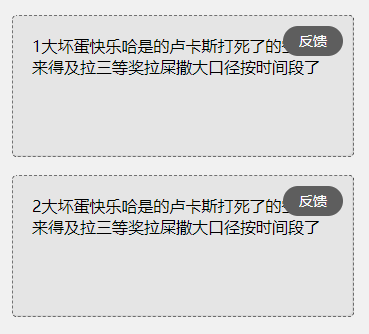 1大坏蛋快乐哈是的卢卡斯打死了的
反馈
来得及拉三等奖拉屎撒大口径按时间段了
2大坏蛋快乐哈是的卢卡斯打死了的
反馈
来得及拉三等奖拉屎撒大口径按时间段了